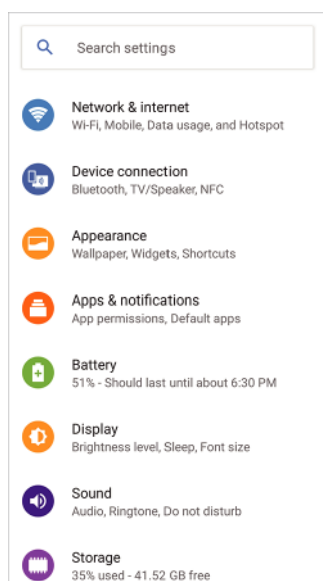 Search settings
Network & internet
Wi-Fi, Mobile, Data usage, and Hotspot
Device connection
Bluetooth, TV/Speaker, NFC
Appearance
Wallpaper, Widgets, Shortcuts
Apps & notifications
App permissions, Default apps
Battery
51% - Should last until about 6:30 PM
Display
Brightness level, Sleep, Font size
Sound
Audio, Ringtone, Do not disturb
Storage
35% used - 41.52 GB free